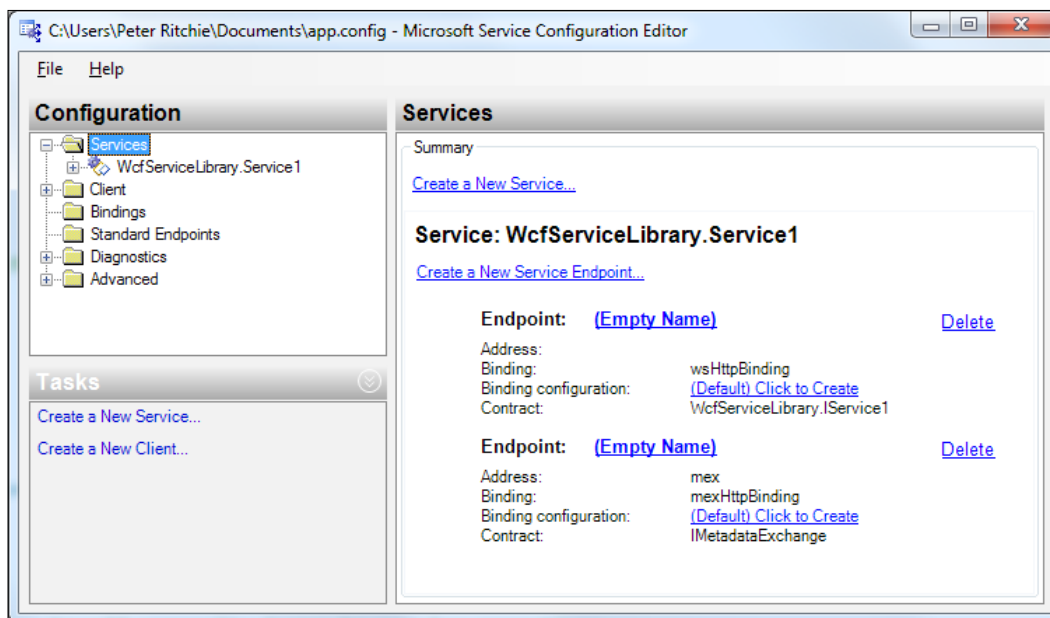 C:\Users\Peter Ritchie\Documents\app.config - Microsoft Service Configuration Editor
File Help
Configuration
Services
WcfServiceLibrary.Service1
Client
Bindings
Standard Endpoints
Diagnostics
Advanced
Tasks
Create a New Service...
Create a New Client...
Services
Summary
Create a New Service...
Service: WcfServiceLibrary.Service1
Create a New Service Endpoint...
Endpoint: (Empty Name) Delete
Address:
Binding: wsHttpBinding
Binding configuration: (Default) Click to Create
Contract: WcfServiceLibrary.IService1
Endpoint: (Empty Name) Delete
Address: mex
Binding: mexHttpBinding
Binding configuration: (Default) Click to Create
Contract: IMetadataExchange